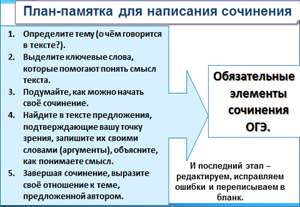 План-памятка для написания сочинения
1. Определите тему (о чём говорится
в тексте?).
2. Выделите ключевые слова,
которые помогают понять смысл
текста.
3. Подумайте, как можно начать
своё сочинение.
4. Найдите в тексте предложения,
подтверждающие вашу точку
зрения, запишите их своими
словами (аргументы), объясните,
как понимаете смысл.
5. Завершая сочинение, выразите
своё отношение к теме,
предложенной автором.
Обязательные
элементы
сочинения
ОГЭ.
И последний этап –
редактируем, исправляем
ошибки и переписываем в
бланк.